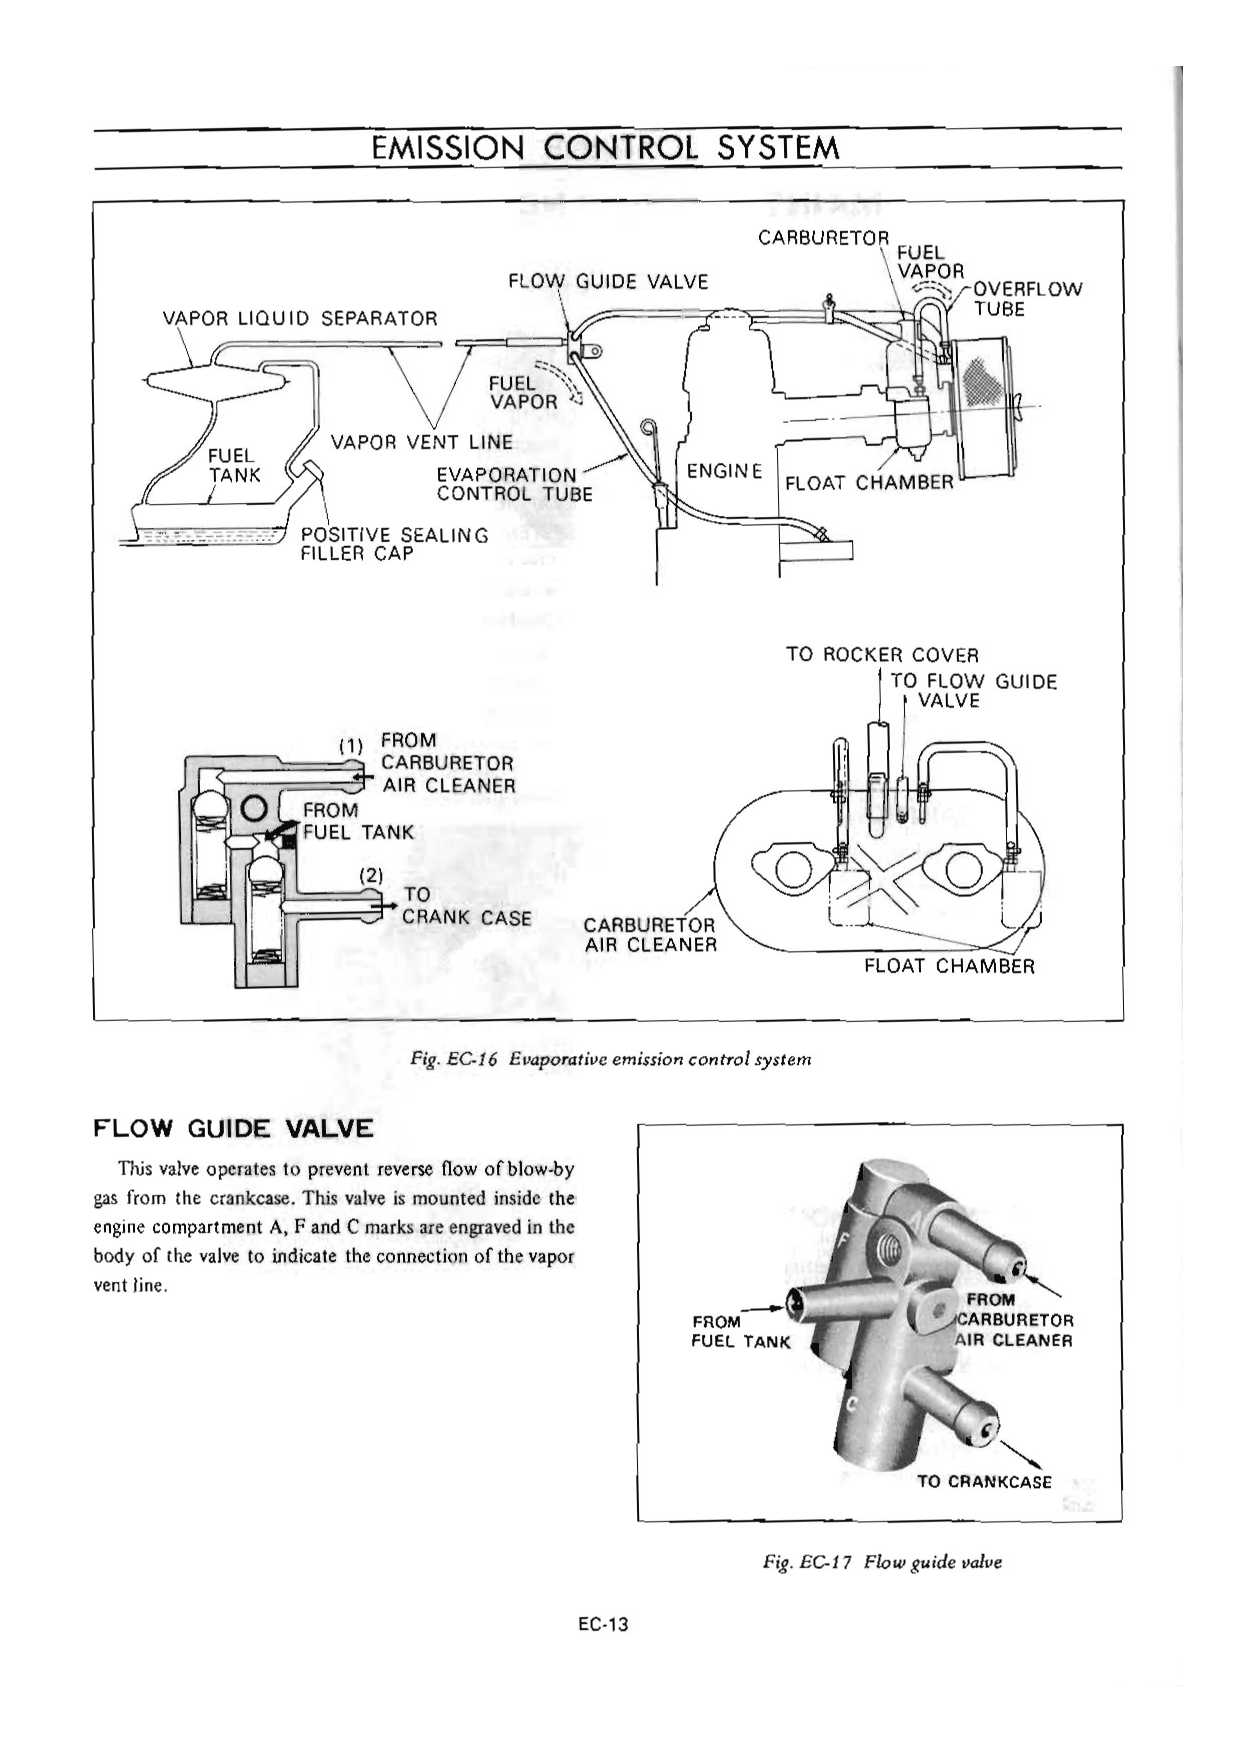 EMISSION CONTROL SYSTEM
CARBURETOR
FUEL
VAPOR
OVERFLOW
TUBE
FLOW GUIDE VALVE
VAPOR LIQUID SEPARATOR
FUEL
VAPOR
VAPOR VENT LINE
FUEL
TANK
EVAPORATION
CONTROL TUBE
ENGINE
FLOAT CHAMBER
POSITIVE SEALING
FILLER CAP
TO ROCKER COVER
TO FLOW GUIDE
VALVE
(1) FROM
CARBURETOR
AIR CLEANER
FROM
FUEL TANK
(2)
TO
CRANK CASE
CARBURETOR
AIR CLEANER
FLOAT CHAMBER
Fig. EC-16 Evaporative emission control system
FLOW GUIDE VALVE
This valve operates to prevent reverse flow of blow-by
gas from the crankcase. This valve is mounted inside the
engine compartment A, F and C marks are engraved in the
body of the valve to indicate the connection of the vapor
vent line.
A
F
FROM
CARBURETOR
AIR CLEANER
FROM
FUEL TANK
C
TO CRANKCASE
Fig. EC-17 Flow guide valve
EC-13